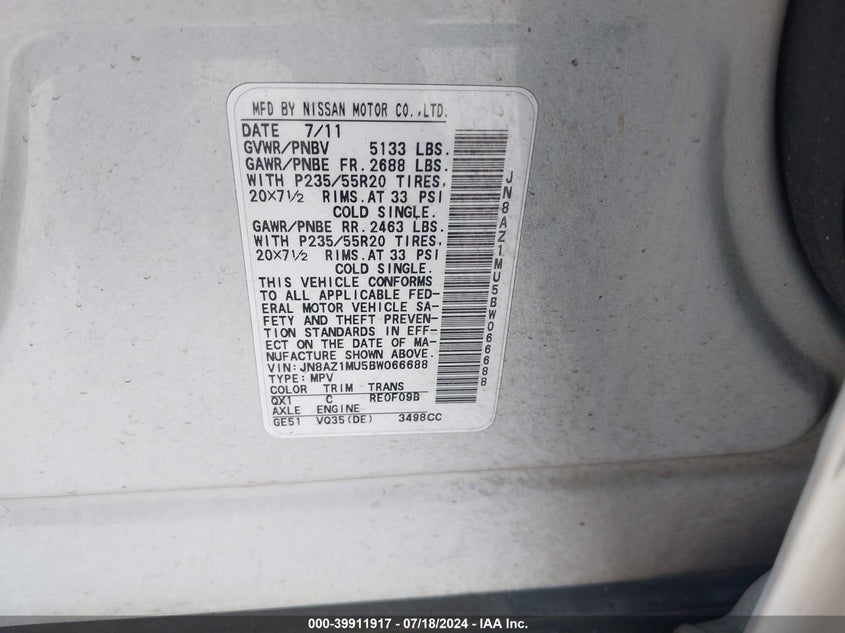 MFD BY NISSAN MOTOR CO.,LTD.
DATE 7/11
GVWR/PNBV 5133 LBS.
GAWR/PNBE FR. 2688 LBS.
WITH P235/55R20 TIRES,
20×7½ RIMS.AT 33 PSI
COLD SINGLE.
GAWR/PNBE RR. 2463 LBS.
WITH P235/55R20 TIRES,
20×7½ RIMS.AT 33 PSI
COLD SINGLE.
THIS VEHICLE CONFORMS
TO ALL APPLICABLE FED-
ERAL MOTOR VEHICLE SA-
FETY AND THEFT PREVEN-
TION STANDARDS IN EFF-
ECT ON THE DATE OF MA-
NUFACTURE SHOWN ABOVE.
VIN: JN8AZ1MU5BW066688
TYPE: MPV
COLOR TRIM TRANS
QX1 C RE0F09B
AXLE ENGINE
GE51 VQ35(DE) 3498CC
JN8AZ1MU5BW066688
000-39911917 - 07/18/2024 - IAA Inc.